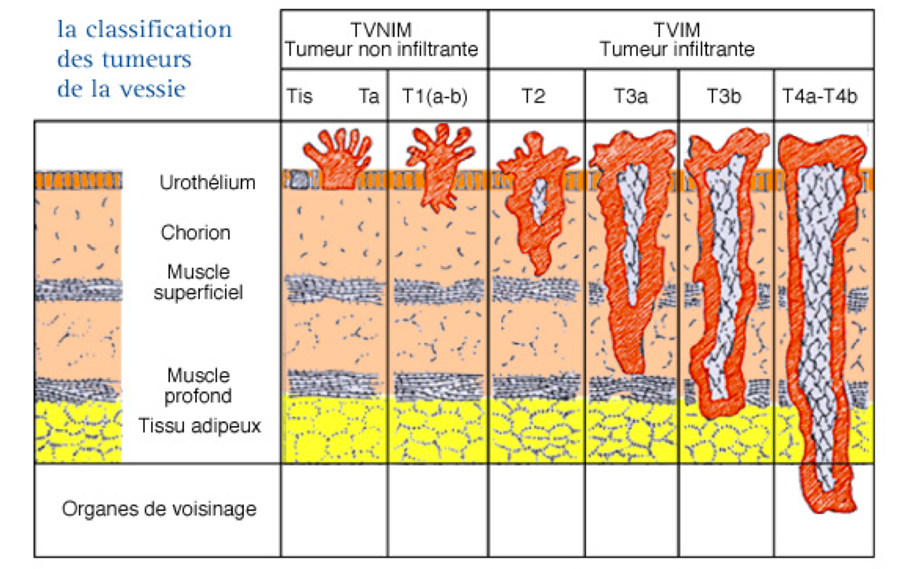 la classification
des tumeurs
de la vessie
TVNIM
Tumeur non infiltrante
TVIM
Tumeur infiltrante
Tis
Ta
T1(a-b)
T2
T3a
T3b
T4a-T4b
Urothélium
Chorion
Muscle
superficiel
Muscle
profond
Tissu adipeux
Organes de voisinage